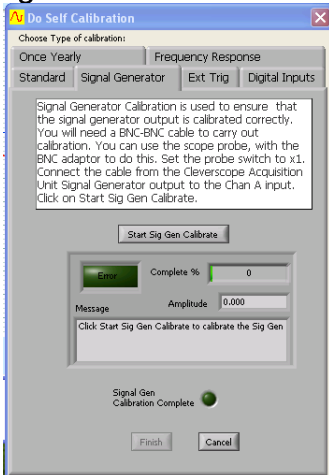 Do Self Calibration
Choose Type of calibration:
Once Yearly
Frequency Response
Standard
Signal Generator
Ext Trig
Digital Inputs
Signal Generator Calibration is used to ensure that
the signal generator output is calibrated correctly.
You will need a BNC-BNC cable to carry out
calibration. You can use the scope probe, with the
BNC adaptor to do this. Set the probe switch to x1.
Connect the cable from the Cleverscope Acquisition
Unit Signal Generator output to the Chan A input.
Click on Start Sig Gen Calibrate.
Start Sig Gen Calibrate
Error
Complete %
0
Amplitude
0.000
Message
Click Start Sig Gen Calibrate to calibrate the Sig Gen
Signal Gen
Calibration Complete
Finish
Cancel